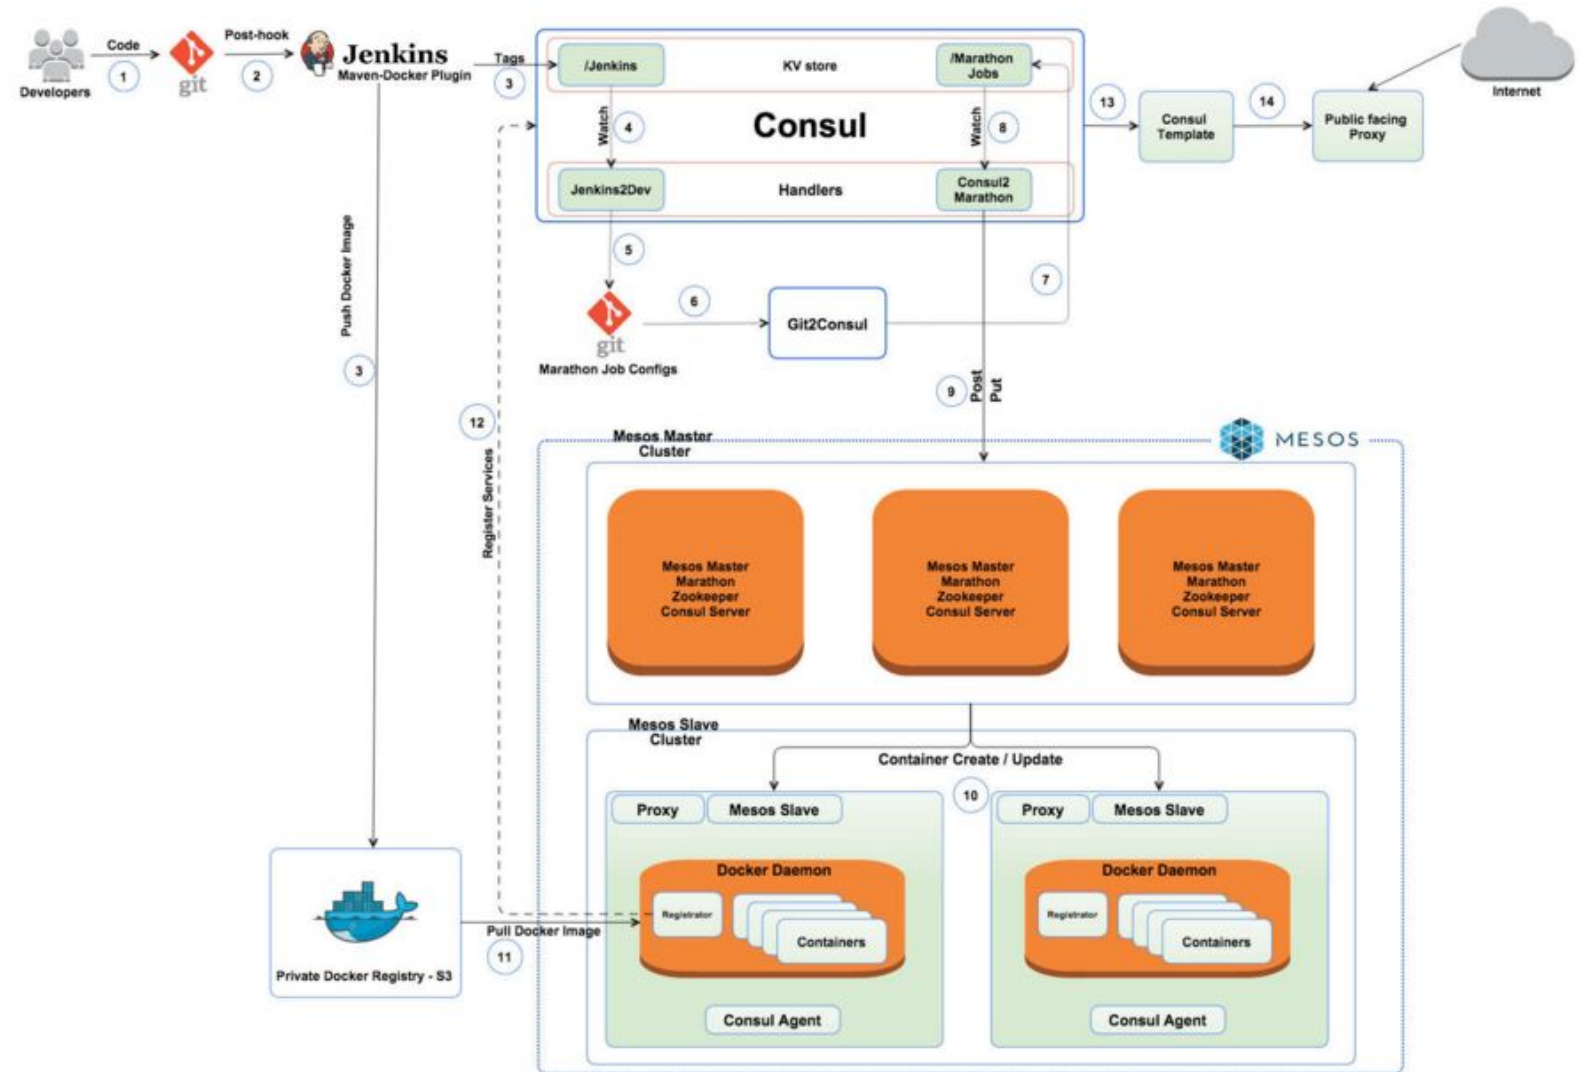 Developers
Code
1
git
Post-hook
2
Jenkins
Maven-Docker Plugin
Tags
3
/Jenkins
KV store
/Marathon
Jobs
Watch
4
Consul
Watch
8
Jenkins2Dev
Handlers
Consul2
Marathon
13
Consul
Template
14
Public facing
Proxy
Internet
5
git
Marathon Job Configs
6
Git2Consul
7
9
Post
Put
Push Docker Image
3
12
Register Services
MESOS
Mesos Master
Cluster
Mesos Master
Marathon
Zookeeper
Consul Server
Mesos Master
Marathon
Zookeeper
Consul Server
Mesos Master
Marathon
Zookeeper
Consul Server
Mesos Slave
Cluster
Container Create / Update
10
Proxy
Mesos Slave
Docker Daemon
Registrator
Containers
Consul Agent
Proxy
Mesos Slave
Docker Daemon
Registrator
Containers
Consul Agent
Pull Docker Image
11
Private Docker Registry - S3